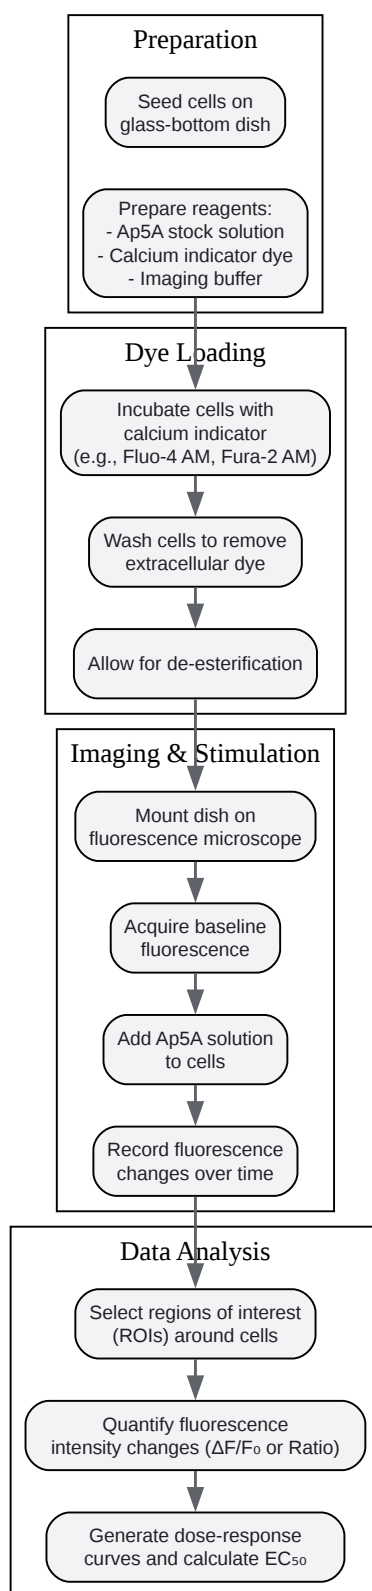 Preparation
Seed cells on
glass-bottom dish
Prepare reagents:
- Ap5A stock solution
- Calcium indicator dye
- Imaging buffer
Dye Loading
Incubate cells with
calcium indicator
(e.g., Fluo-4 AM, Fura-2 AM)
Wash cells to remove
extracellular dye
Allow for de-esterification
Imaging & Stimulation
Mount dish on
fluorescence microscope
Acquire baseline
fluorescence
Add Ap5A solution
to cells
Record fluorescence
changes over time
Data Analysis
Select regions of interest
(ROIs) around cells
Quantify fluorescence
intensity changes (ΔF/F₀ or Ratio)
Generate dose-response
curves and calculate EC₅₀